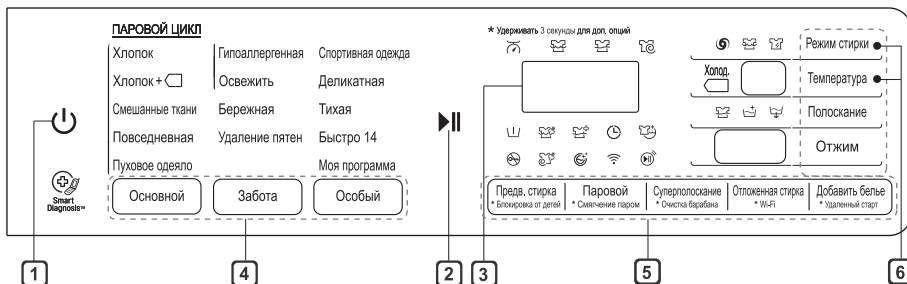 ПАРОВОЙ ЦИКЛ
Хлопок
Хлопок +
Смешанные ткани
Повседневная
Пуховое одеяло
Гипоаллергенная
Освежить
Бережная
Удаление пятен
Спортивная одежда
Деликатная
Тихая
Быстро 14
Моя программа
Основной
Забота
Особый
Smart
Diagnosis™
* Удерживать 3 секунды для доп. опций
Холод.
Режим стирки
Температура
Полоскание
Отжим
Предв. стирка
* Блокировка от детей
Паровой
* Смягчение паром
Суперполоскание
* Очистка барабана
Отложенная стирка
* Wi-Fi
Добавить белье
* Удаленный старт
1
4
2
3
5
6